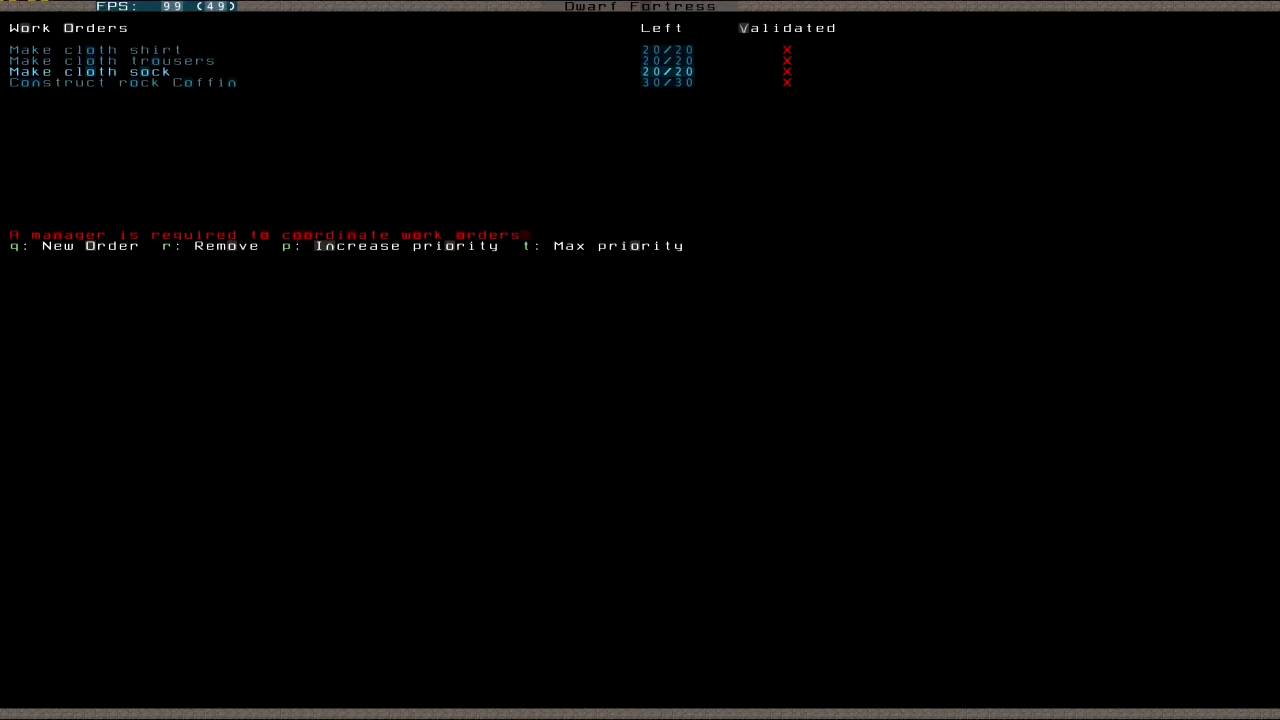 FPS: 99 (49) Dwarf Fortress
Work Orders Left Validated
Make cloth shirt 20/20 X
Make cloth trousers 20/20 X
Make cloth sock 20/20 X
Construct rock Coffin 30/30 X
A manager is required to coordinate work orders
q: New Order r: Remove p: Increase priority t: Max priority